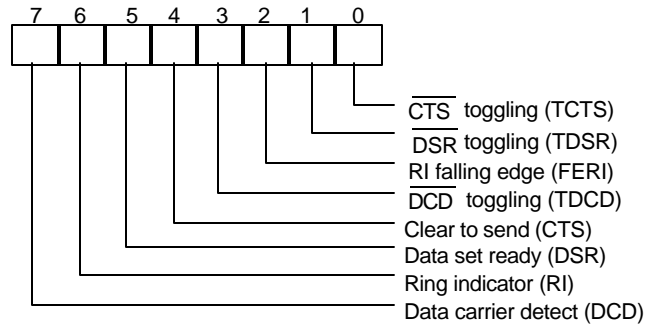 7 6 5 4 3 2 1 0
CTS toggling (TCTS)
DSR toggling (TDSR)
RI falling edge (FERI)
DCD toggling (TDCD)
Clear to send (CTS)
Data set ready (DSR)
Ring indicator (RI)
Data carrier detect (DCD)